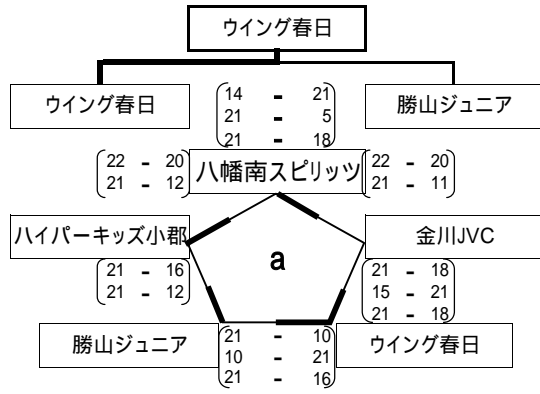 ウイング春日
ウイング春日
14 - 21
21 - 5
21 - 18
勝山ジュニア
22 - 20
21 - 12
八幡南スピリッツ
22 - 20
21 - 11
ハイパーキッズ小郡
a
金川JVC
21 - 16
21 - 12
21 - 18
15 - 21
21 - 18
勝山ジュニア
21 - 10
10 - 21
21 - 16
ウイング春日